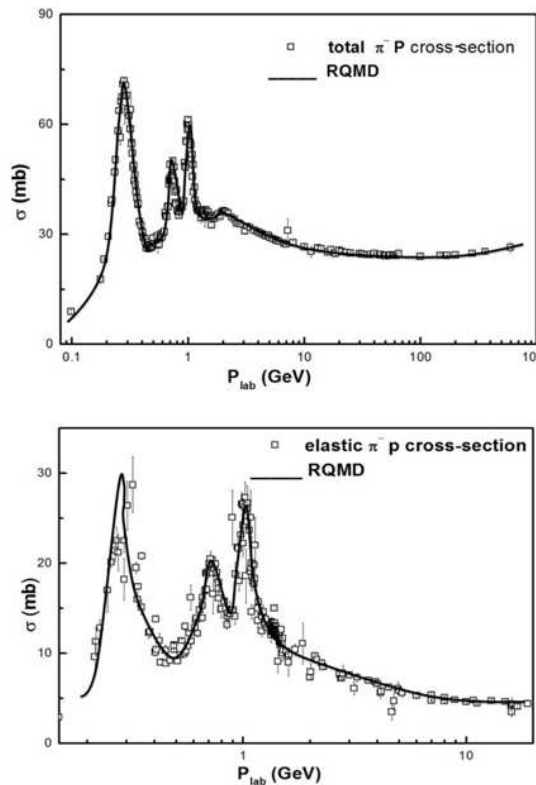 total π⁻ P cross-section
RQMD
90
60
30
0
σ (mb)
0.1 1 10 100 1000
P_lab (GeV)
elastic π⁻ p cross-section
RQMD
30
20
10
0
σ (mb)
1 10
P_lab (GeV)